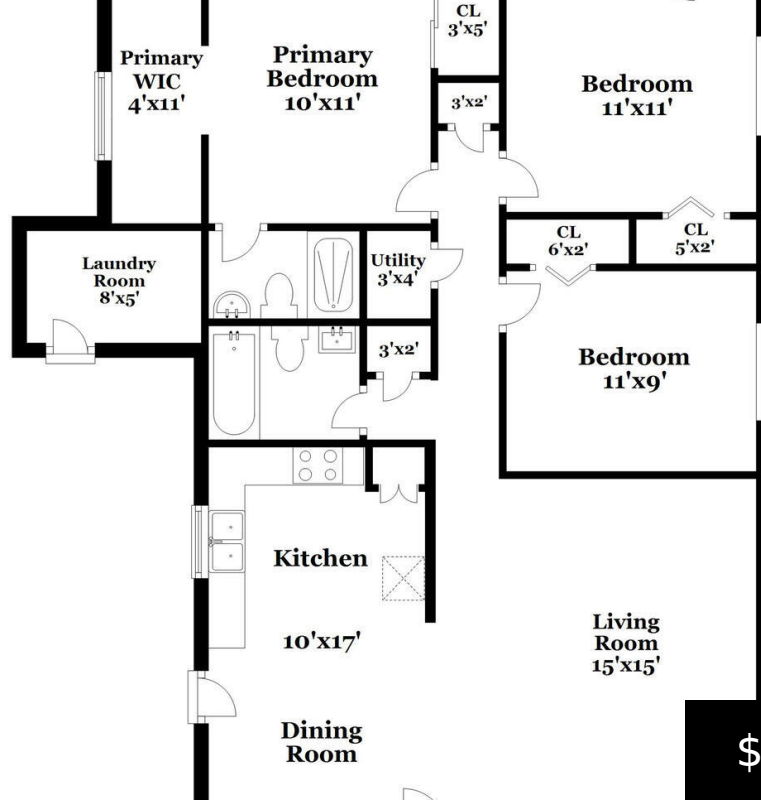 CL
3'x5'
Primary
WIC
4'x11'
Primary
Bedroom
10'x11'
3'x2'
Bedroom
11'x11'
CL
6'x2'
CL
5'x2'
Laundry
Room
8'x5'
Utility
3'x4'
3'x2'
Bedroom
11'x9'
Kitchen
10'x17'
Living
Room
15'x15'
Dining
Room
$